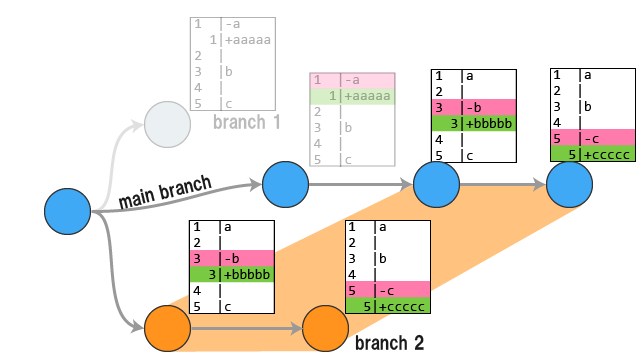 1 | -a
1 | +aaaaa
2 |
3 | b
4 |
5 | c
branch 1
1 | -a
1 | +aaaaa
2 |
3 | b
4 |
5 | c
1 | a
2 |
3 | -b
3 | +bbbbb
4 |
5 | c
1 | a
2 |
3 | b
4 |
5 | -c
5 | +ccccc
main branch
1 | a
2 |
3 | -b
3 | +bbbbb
4 |
5 | c
1 | a
2 |
3 | b
4 |
5 | -c
5 | +ccccc
branch 2